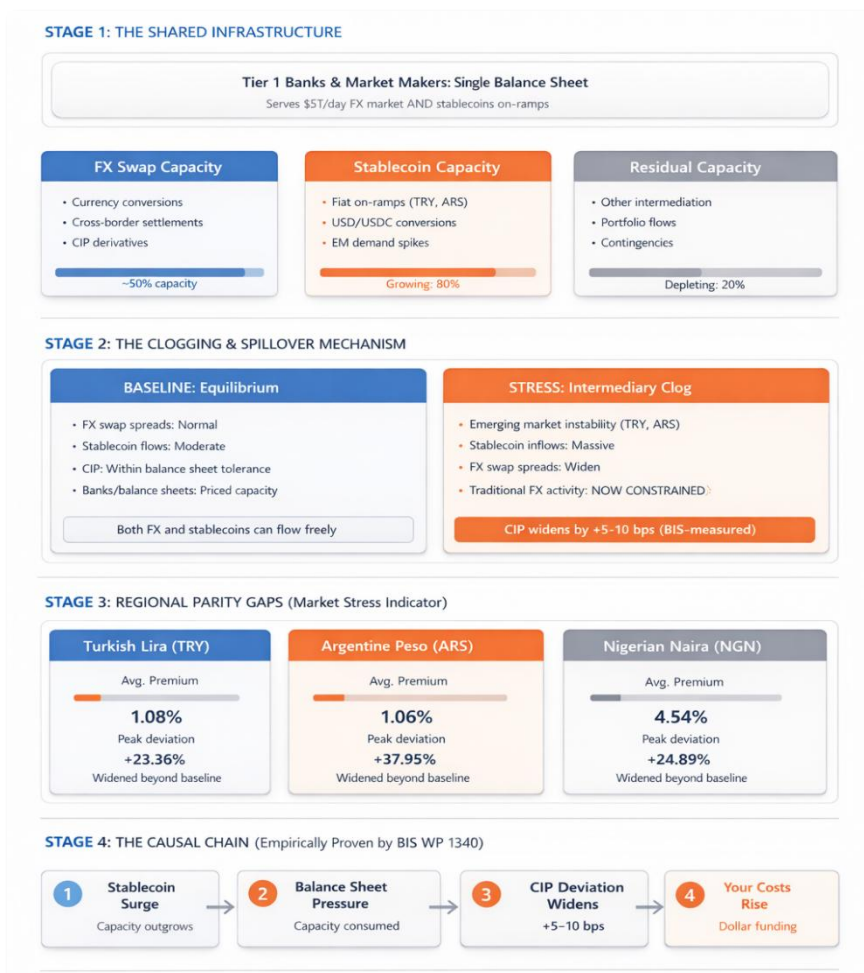 STAGE 1: THE SHARED INFRASTRUCTURE
Tier 1 Banks & Market Makers: Single Balance Sheet
Serves $5T/day FX market AND stablecoins on-ramps
FX Swap Capacity
• Currency conversions
• Cross-border settlements
• CIP derivatives
~50% capacity
Stablecoin Capacity
• Fiat on-ramps (TRY, ARS)
• USD/USDC conversions
• EM demand spikes
Growing: 80%
Residual Capacity
• Other intermediation
• Portfolio flows
• Contingencies
Depleting: 20%
STAGE 2: THE CLOGGING & SPILLOVER MECHANISM
BASELINE: Equilibrium
• FX swap spreads: Normal
• Stablecoin flows: Moderate
• CIP: Within balance sheet tolerance
• Banks/balance sheets: Priced capacity
Both FX and stablecoins can flow freely
STRESS: Intermediary Clog
• Emerging market instability (TRY, ARS)
• Stablecoin inflows: Massive
• FX swap spreads: Widen
• Traditional FX activity: NOW CONSTRAINED
CIP widens by +5-10 bps (BIS-measured)
STAGE 3: REGIONAL PARITY GAPS (Market Stress Indicator)
Turkish Lira (TRY)
Avg. Premium
1.08%
Peak deviation
+23.36%
Widened beyond baseline
Argentine Peso (ARS)
Avg. Premium
1.06%
Peak deviation
+37.95%
Widened beyond baseline
Nigerian Naira (NGN)
Avg. Premium
4.54%
Peak deviation
+24.89%
Widened beyond baseline
STAGE 4: THE CAUSAL CHAIN (Empirically Proven by BIS WP 1340)
1
Stablecoin
Surge
Capacity outgrows
2
Balance Sheet
Pressure
Capacity consumed
3
CIP Deviation
Widens
+5-10 bps
4
Your Costs
Rise
Dollar funding